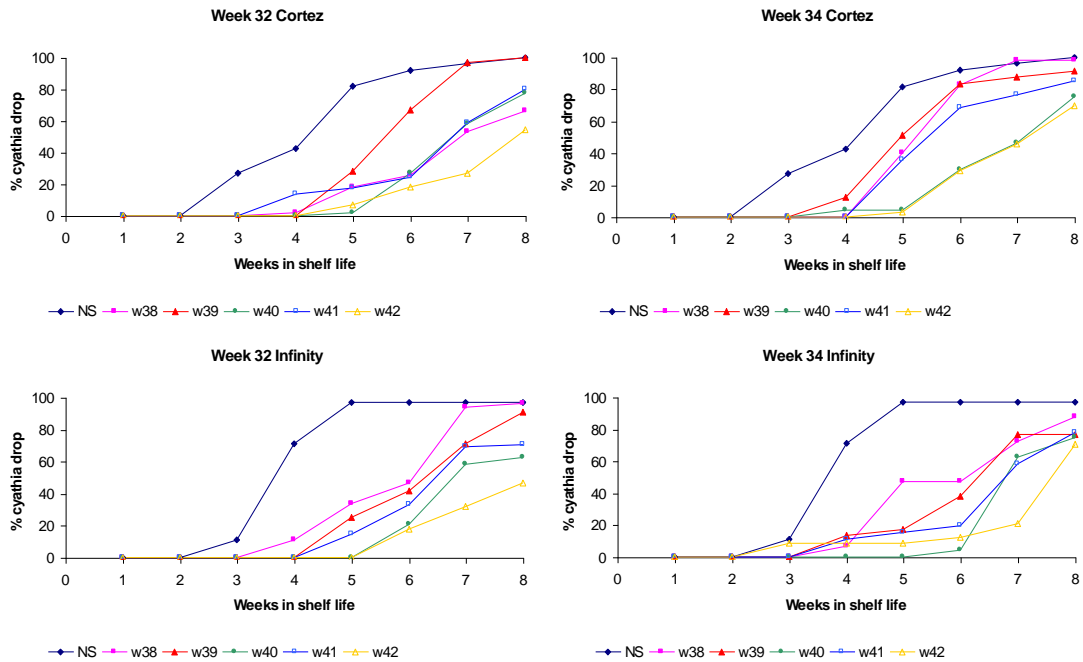 Week 32 Cortez
% cyathia drop
100
80
60
40
20
0
0 1 2 3 4 5 6 7 8
Weeks in shelf life
NS w38 w39 w40 w41 w42
Week 34 Cortez
% cyathia drop
100
80
60
40
20
0
0 1 2 3 4 5 6 7 8
Weeks in shelf life
NS w38 w39 w40 w41 w42
Week 32 Infinity
% cyathia drop
100
80
60
40
20
0
0 1 2 3 4 5 6 7 8
Weeks in shelf life
NS w38 w39 w40 w41 w42
Week 34 Infinity
% cyathia drop
100
80
60
40
20
0
0 1 2 3 4 5 6 7 8
Weeks in shelf life
NS w38 w39 w40 w41 w42